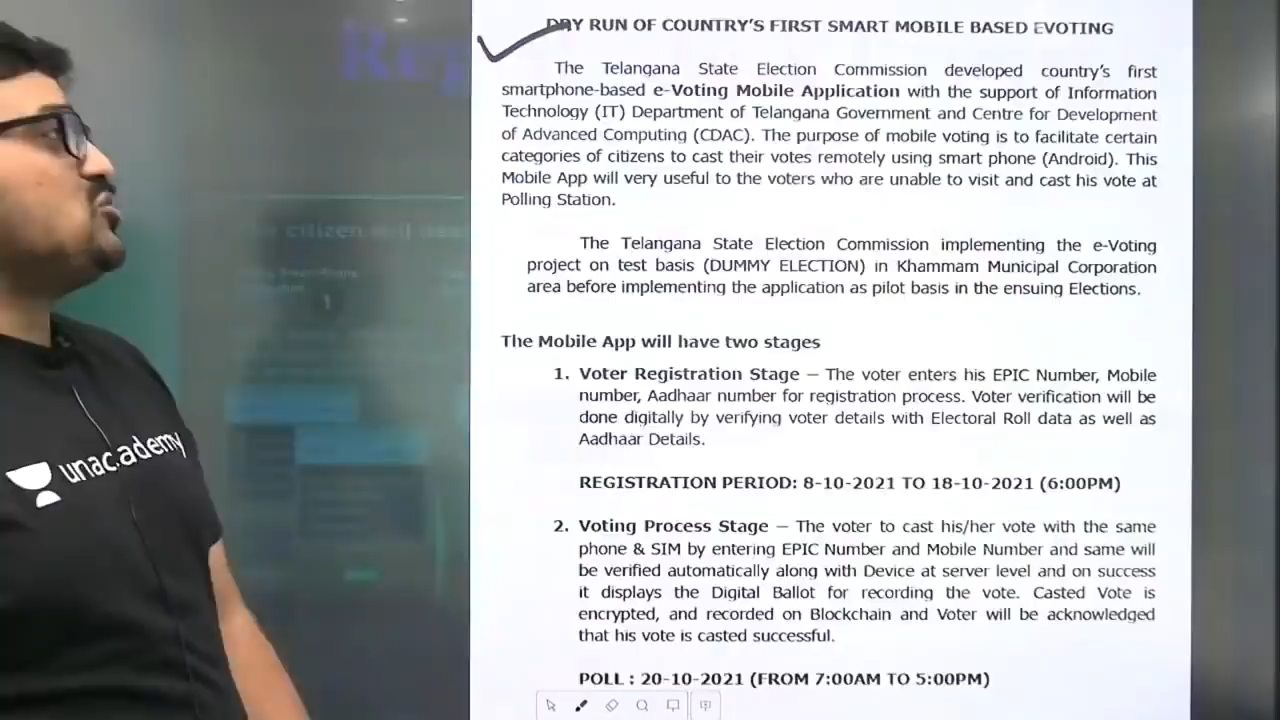 DRY RUN OF COUNTRY'S FIRST SMART MOBILE BASED EVOTING
The Telangana State Election Commission developed country's first
smartphone-based e-Voting Mobile Application with the support of Information
Technology (IT) Department of Telangana Government and Centre for Development
of Advanced Computing (CDAC). The purpose of mobile voting is to facilitate certain
categories of citizens to cast their votes remotely using smart phone (Android). This
Mobile App will very useful to the voters who are unable to visit and cast his vote at
Polling Station.
The Telangana State Election Commission implementing the e-Voting
project on test basis (DUMMY ELECTION) in Khammam Municipal Corporation
area before implementing the application as pilot basis in the ensuing Elections.
The Mobile App will have two stages
1. Voter Registration Stage – The voter enters his EPIC Number, Mobile
number, Aadhaar number for registration process. Voter verification will be
done digitally by verifying voter details with Electoral Roll data as well as
Aadhaar Details.
REGISTRATION PERIOD: 8-10-2021 TO 18-10-2021 (6:00PM)
2. Voting Process Stage – The voter to cast his/her vote with the same
phone & SIM by entering EPIC Number and Mobile Number and same will
be verified automatically along with Device at server level and on success
it displays the Digital Ballot for recording the vote. Casted Vote is
encrypted, and recorded on Blockchain and Voter will be acknowledged
that his vote is casted successful.
POLL : 20-10-2021 (FROM 7:00AM TO 5:00PM)
unacademy